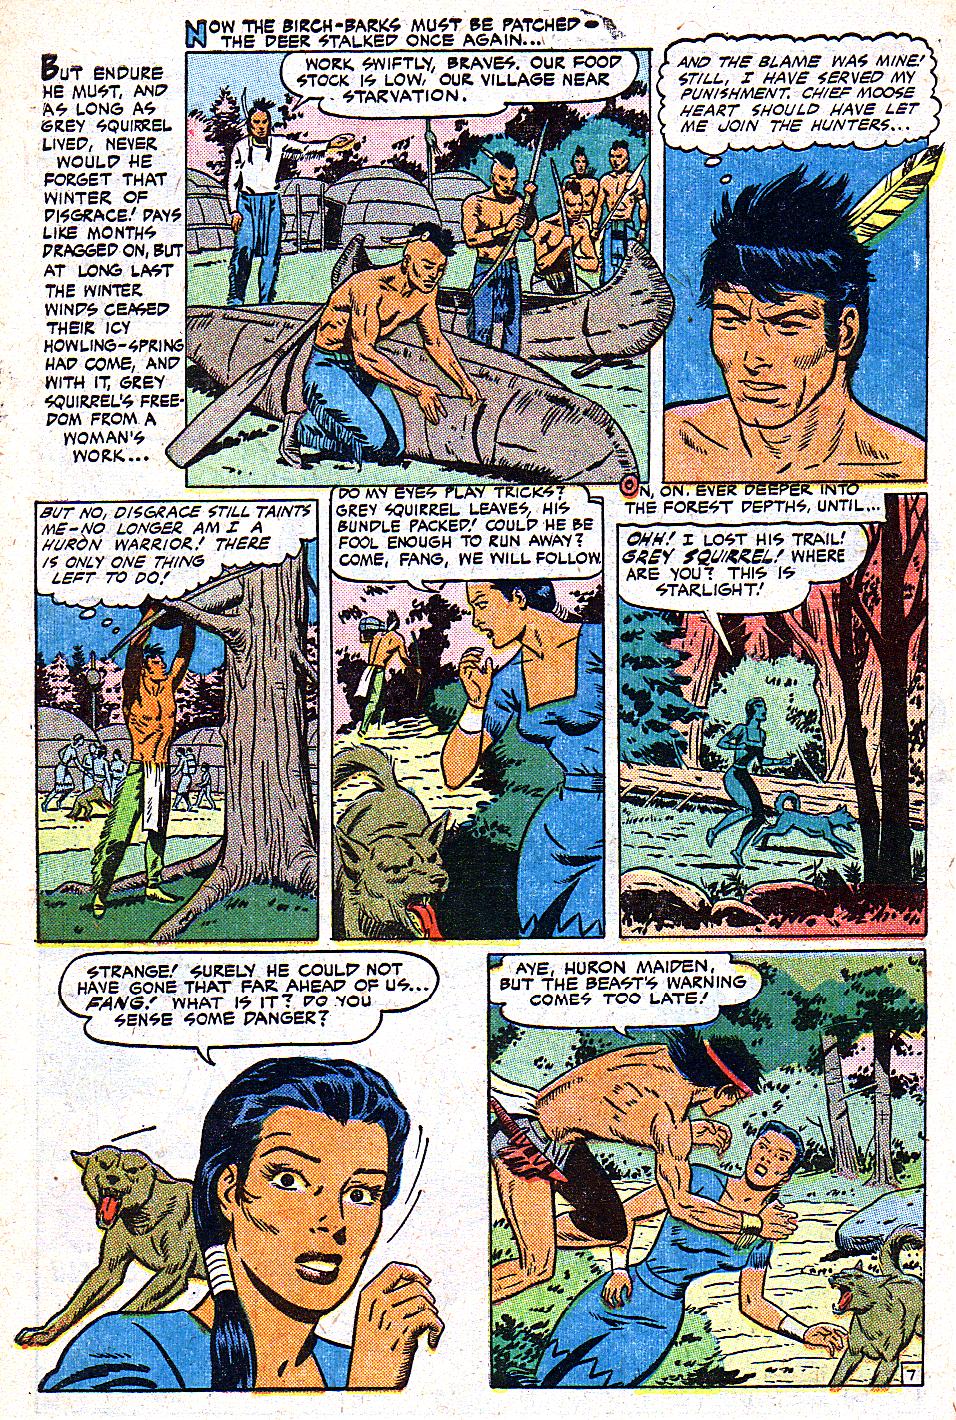 BUT ENDURE
HE MUST, AND
AS LONG AS
GREY SQUIRREL
LIVED, NEVER
WOULD HE
FORGET THAT
WINTER OF
DISGRACE! DAYS
LIKE MONTHS
DRAGGED ON, BUT
AT LONG LAST
THE WINTER
WINDS CEASED
THEIR ICY
HOWLING-SPRING
HAD COME, AND
WITH IT, GREY
SQUIRREL'S FREE-
DOM FROM A
WOMAN'S
WORK...
NOW THE BIRCH-BARKS MUST BE PATCHED-
THE DEER STALKED ONCE AGAIN...
WORK SWIFTLY, BRAVES. OUR FOOD
STOCK IS LOW, OUR VILLAGE NEAR
STARVATION.
AND THE BLAME WAS MINE!
STILL, I HAVE SERVED MY
PUNISHMENT. CHIEF MOOSE
HEART SHOULD HAVE LET
ME JOIN THE HUNTERS...
BUT NO, DISGRACE STILL TAINTS
ME-NO LONGER AM I A
HURON WARRIOR! THERE
IS ONLY ONE THING
LEFT TO DO!
DO MY EYES PLAY TRICKS?
GREY SQUIRREL LEAVES, HIS
BUNDLE PACKED! COULD HE BE
FOOL ENOUGH TO RUN AWAY?
COME, FANG, WE WILL FOLLOW.
ON, ON. EVER DEEPER INTO
THE FOREST DEPTHS, UNTIL...
OHH! I LOST HIS TRAIL!
GREY SQUIRREL! WHERE
ARE YOU? THIS IS
STARLIGHT!
STRANGE! SURELY HE COULD NOT
HAVE GONE THAT FAR AHEAD OF US...
FANG! WHAT IS IT? DO YOU
SENSE SOME DANGER?
AYE, HURON MAIDEN,
BUT THE BEAST'S WARNING
COMES TOO LATE!
7